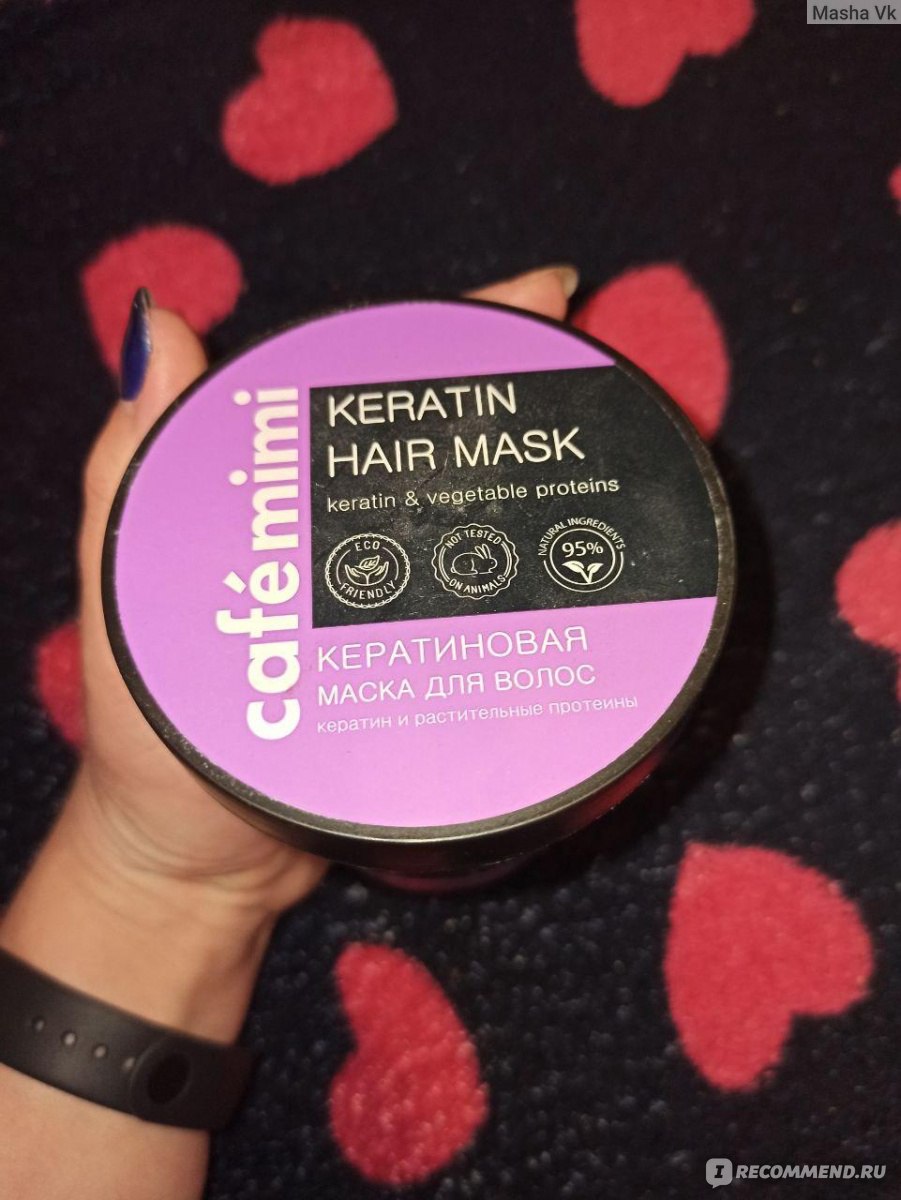 Masha Vk
café mimi
KERATIN
HAIR MASK
keratin & vegetable proteins
ECO
FRIENDLY
NOT TESTED
ON ANIMALS
NATURAL INGREDIENTS
95%
КЕРАТИНОВАЯ
МАСКА ДЛЯ ВОЛОС
кератин и растительные протеины
IRECOMMEND.RU